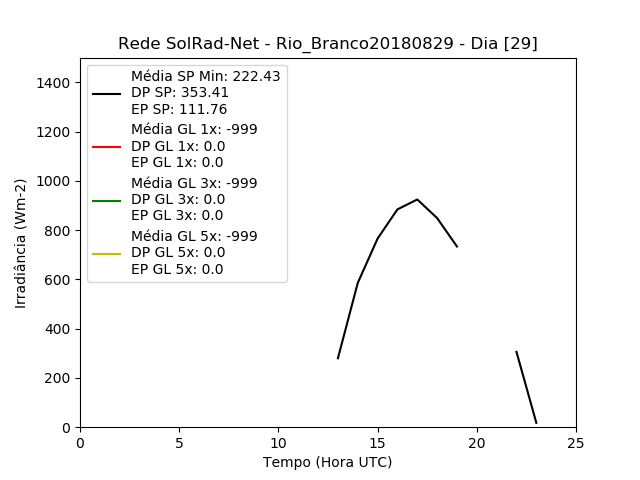 Rede SolRad-Net - Rio_Branco20180829 - Dia [29]
Média SP Min: 222.43
DP SP: 353.41
EP SP: 111.76
Média GL 1x: -999
DP GL 1x: 0.0
EP GL 1x: 0.0
Média GL 3x: -999
DP GL 3x: 0.0
EP GL 3x: 0.0
Média GL 5x: -999
DP GL 5x: 0.0
EP GL 5x: 0.0
Irradiância (Wm-2)
1400
1200
1000
800
600
400
200
0
0 5 10 15 20 25
Tempo (Hora UTC)